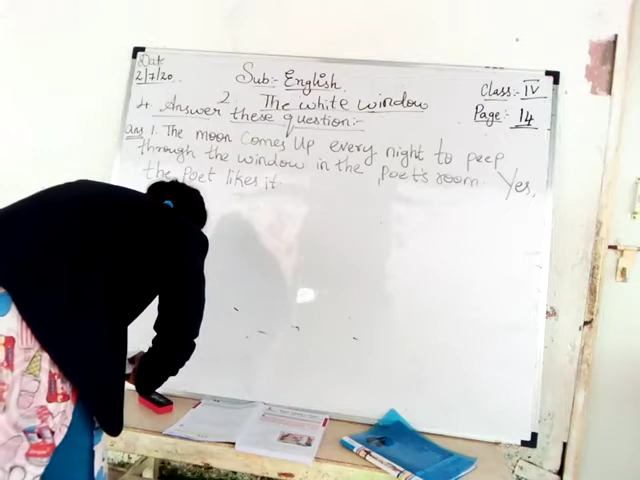 Date
2/7/20
Sub:- English
Class:- IV
Page:- 14
2. The white window
4. Answer these question:-
Ans 1. The moon Comes Up every night to peep
through the window in the Poet's room. Yes,
the Poet likes it.